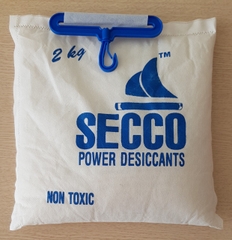 2 kg
TM
SECCO
POWER DESICCANTS
NON TOXIC